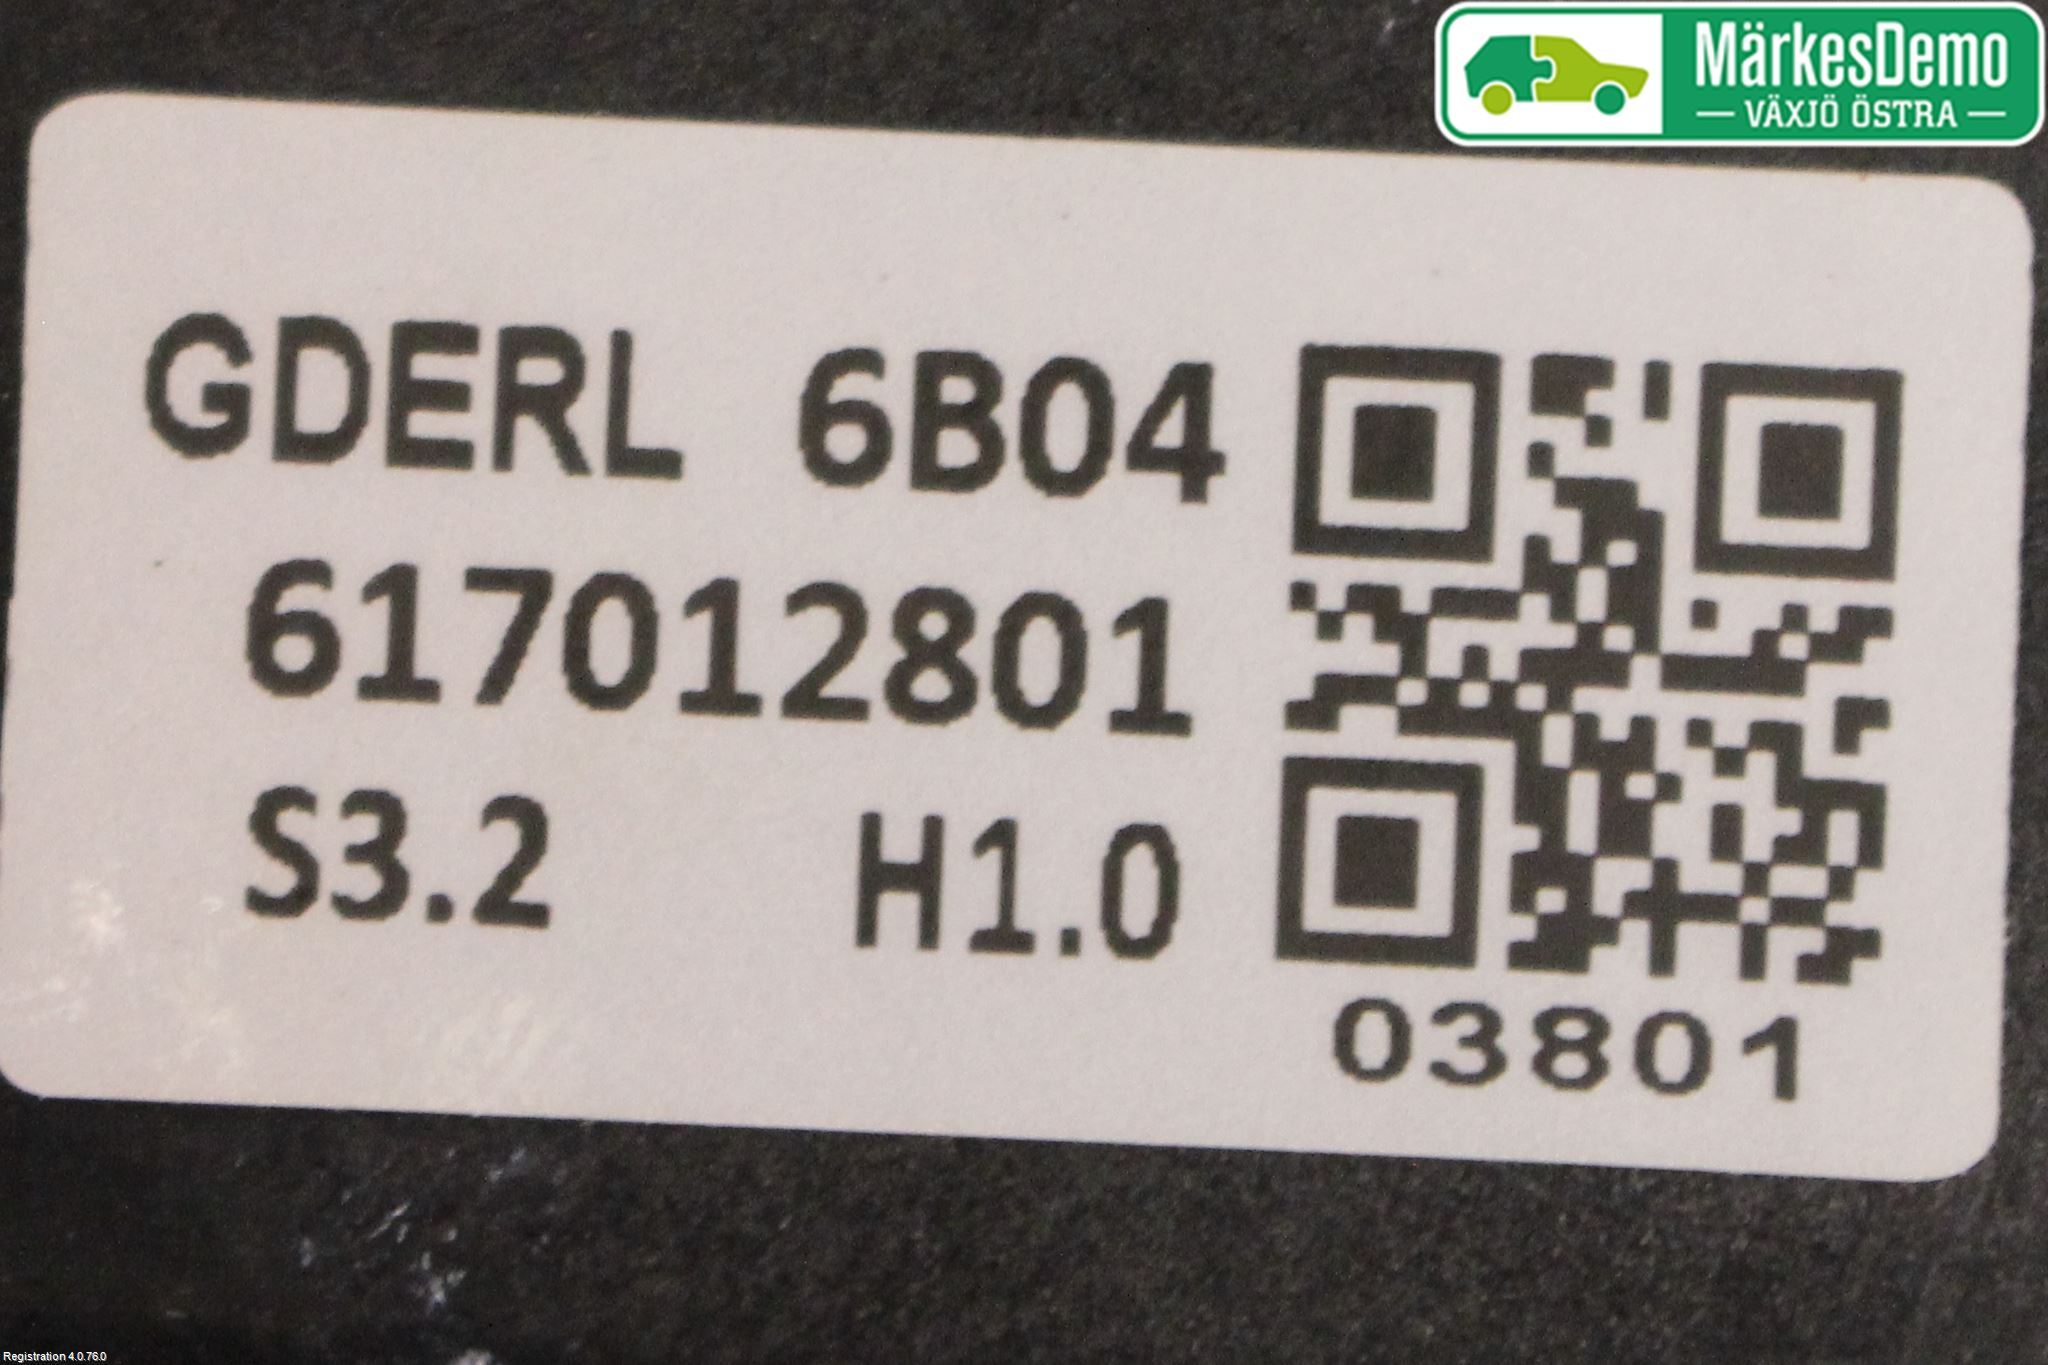 MärkesDemo
VÄXJÖ ÖSTRA
GDERL 6B04
617012801
S3.2 H1.0
03801
Registration 4.0.76.0